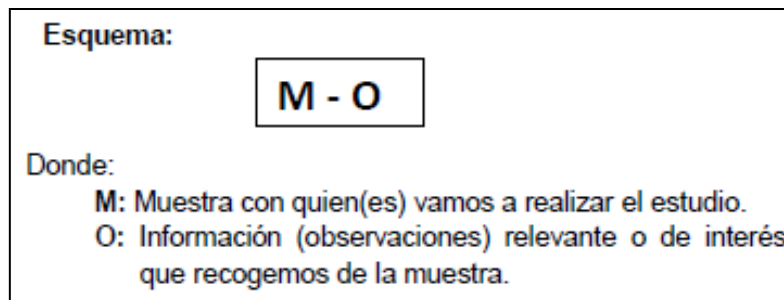 Esquema:
M - O
Donde:
M: Muestra con quien(es) vamos a realizar el estudio.
O: Información (observaciones) relevante o de interés
que recogemos de la muestra.